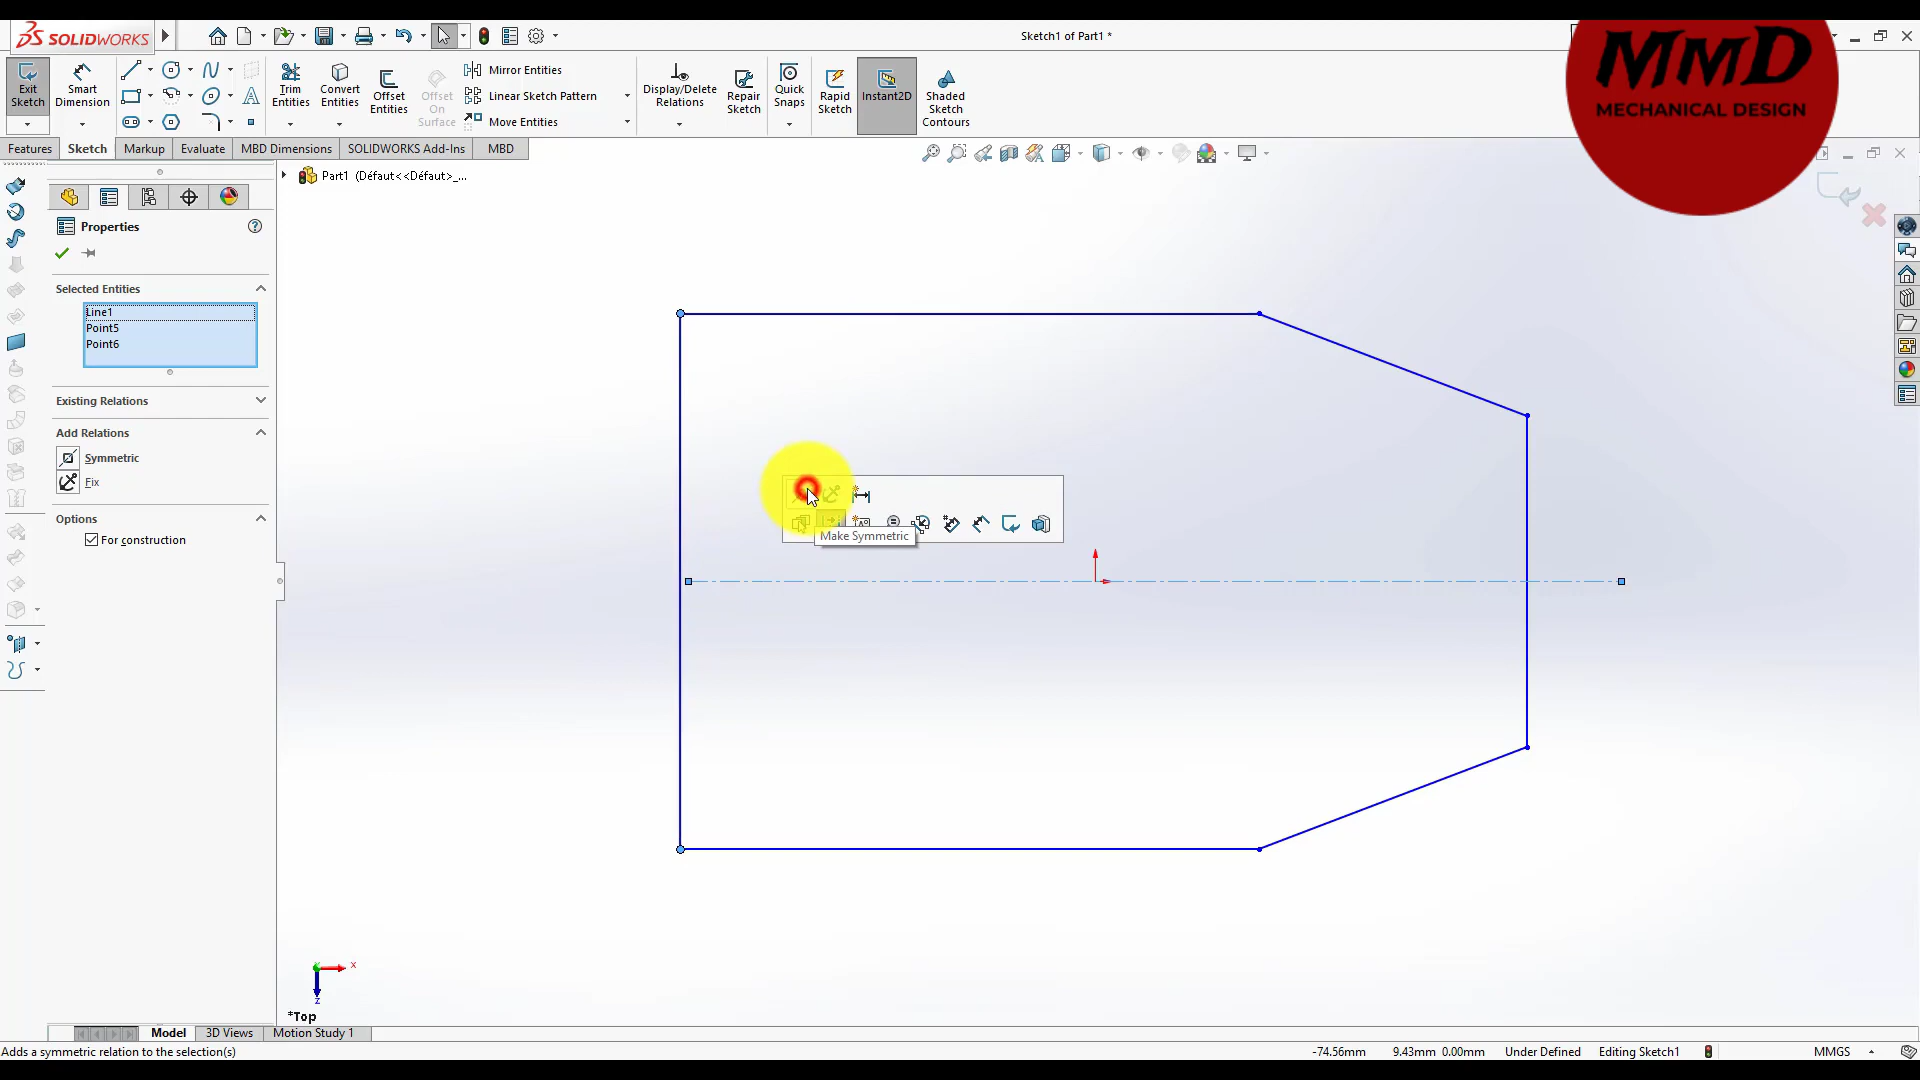 SOLIDWORKS
Sketch1 of Part1 *
MMD
MECHANICAL DESIGN
Exit Sketch
Smart Dimension
Trim Entities
Convert Entities
Offset Entities
Offset On Surface
Mirror Entities
Linear Sketch Pattern
Move Entities
Display/Delete Relations
Repair Sketch
Quick Snaps
Rapid Sketch
Instant2D
Shaded Sketch Contours
Features
Sketch
Markup
Evaluate
MBD Dimensions
SOLIDWORKS Add-Ins
MBD
Part1 (Défaut<<Défaut>_...
Properties
Selected Entities
Line1
Point5
Point6
Existing Relations
Add Relations
Symmetric
Fix
Options
For construction
Make Symmetric
X
Z
*Top
Model
3D Views
Motion Study 1
Adds a symmetric relation to the selection(s)
-74.56mm
9.43mm
0.00mm
Under Defined
Editing Sketch1
MMGS